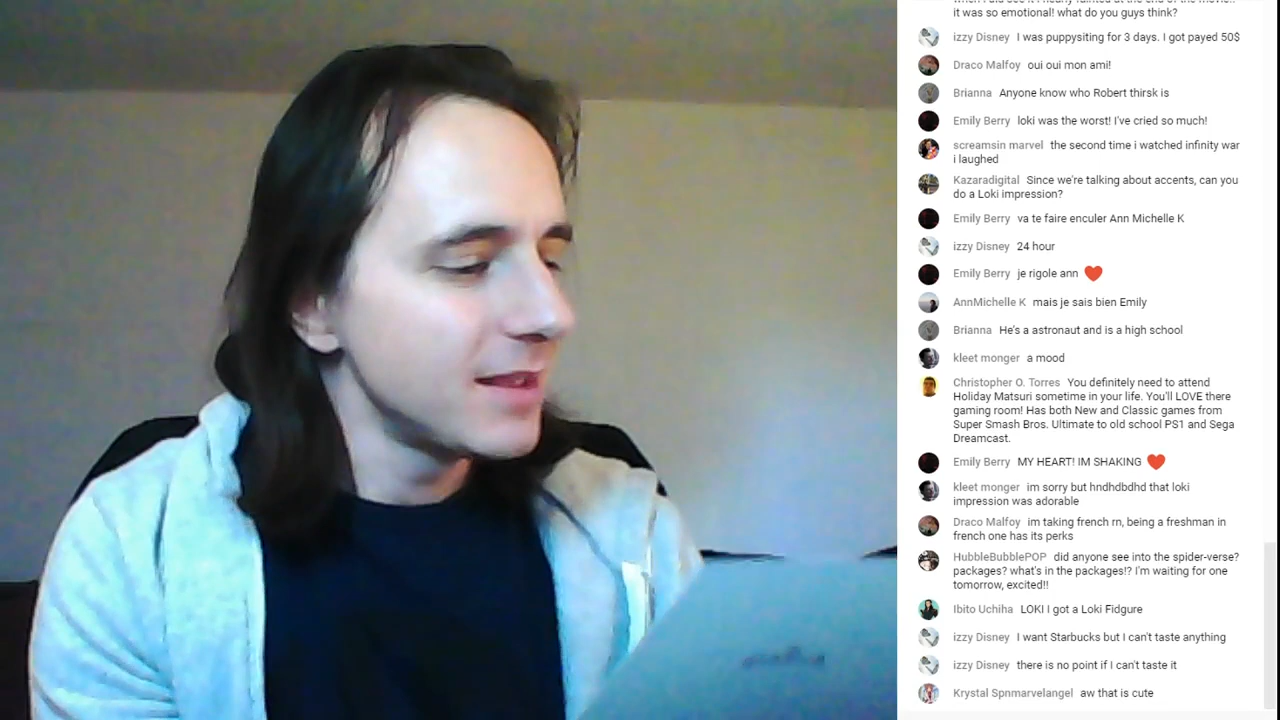 it was so emotional! what do you guys think?
izzy Disney I was puppysiting for 3 days. I got payed 50$
Draco Malfoy oui oui mon ami!
Brianna Anyone know who Robert thirsk is
Emily Berry loki was the worst! I've cried so much!
screamsin marvel the second time i watched infinity war
i laughed
Kazaradigital Since we're talking about accents, can you
do a Loki impression?
Emily Berry va te faire enculer Ann Michelle K
izzy Disney 24 hour
Emily Berry je rigole ann ❤
AnnMichelle K mais je sais bien Emily
Brianna He's a astronaut and is a high school
kleet monger a mood
Christopher O. Torres You definitely need to attend
Holiday Matsuri sometime in your life. You'll LOVE there
gaming room! Has both New and Classic games from
Super Smash Bros. Ultimate to old school PS1 and Sega
Dreamcast.
Emily Berry MY HEART! IM SHAKING ❤
kleet monger im sorry but hndhdbdhd that loki
impression was adorable
Draco Malfoy im taking french rn, being a freshman in
french one has its perks
HubbleBubblePOP did anyone see into the spider-verse?
packages? what's in the packages!? I'm waiting for one
tomorrow, excited!!
Ibito Uchiha LOKI I got a Loki Fidgure
izzy Disney I want Starbucks but I can't taste anything
izzy Disney there is no point if I can't taste it
Krystal Spnmarvelangel aw that is cute